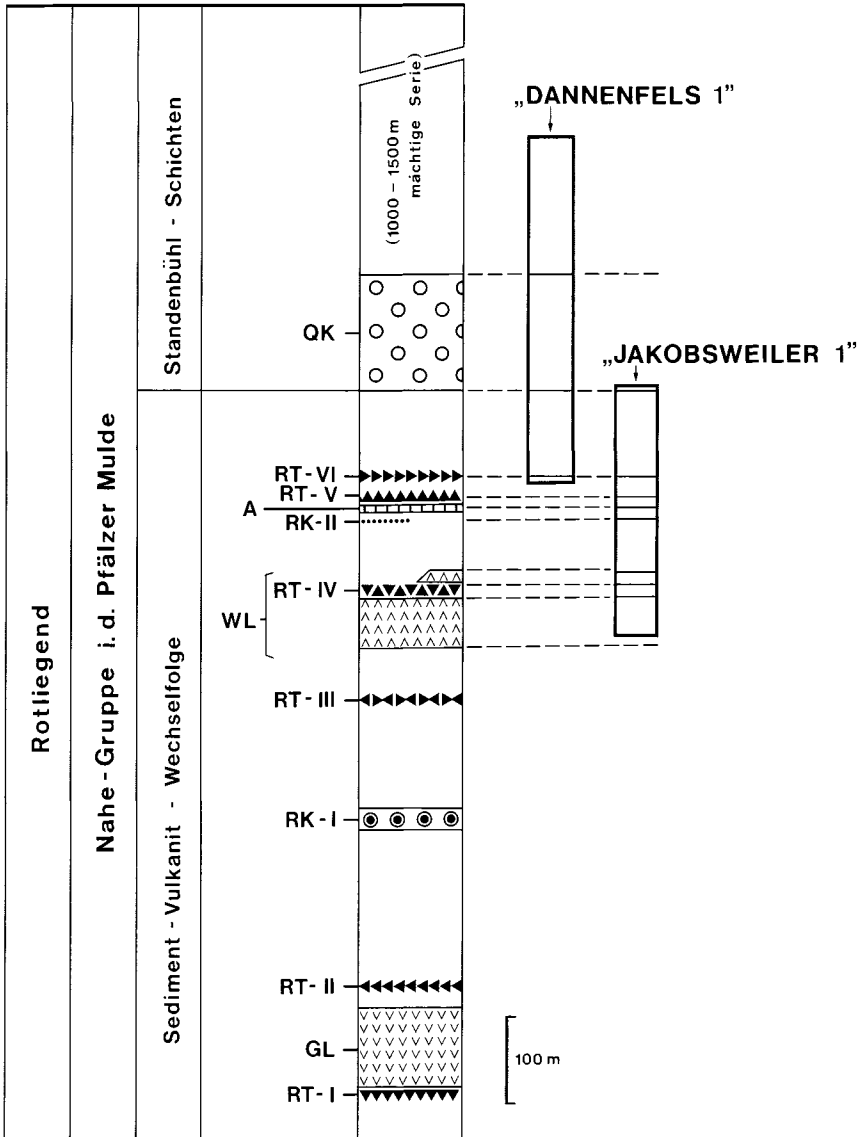 Rotliegend
Nahe-Gruppe i.d. Pfälzer Mulde
Standenbühl - Schichten
Sediment - Vulkanit - Wechselfolge
(1000 – 1500 m
mächtige Serie)
„DANNENFELS 1”
„JAKOBSWEILER 1”
QK
RT-VI
RT-V
A
RK-II
RT-IV
WL
RT-III
RK-I
RT-II
GL
RT-I
100 m